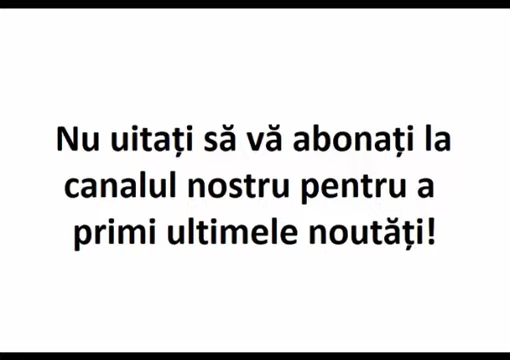 Nu uitați să vă abonați la
canalul nostru pentru a
primi ultimele noutăți!